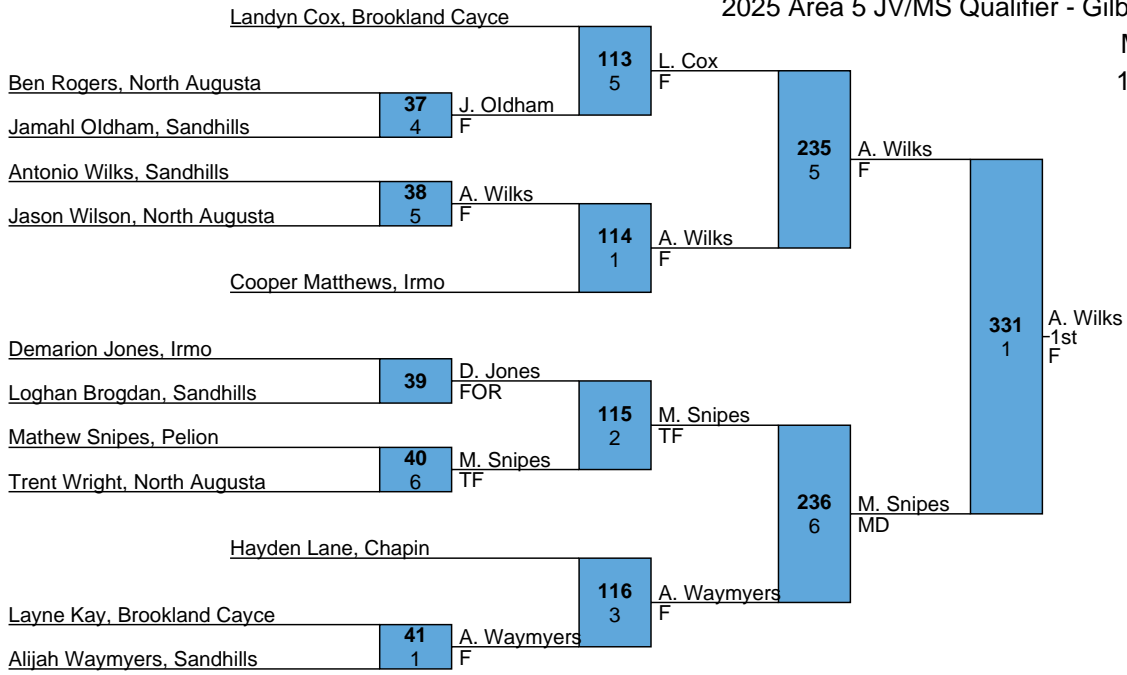 2025 Area 5 JV/MS Qualifier - Gilb
Landyn Cox, Brookland Cayce
113
5
L. Cox
F
Ben Rogers, North Augusta
37
4
J. Oldham
F
Jamahl Oldham, Sandhills
235
5
A. Wilks
F
Antonio Wilks, Sandhills
38
5
A. Wilks
F
Jason Wilson, North Augusta
114
1
A. Wilks
F
Cooper Matthews, Irmo
331
1
A. Wilks
1st
F
Demarion Jones, Irmo
39
D. Jones
FOR
Loghan Brogdan, Sandhills
115
2
M. Snipes
TF
Mathew Snipes, Pelion
40
6
M. Snipes
TF
Trent Wright, North Augusta
236
6
M. Snipes
MD
Hayden Lane, Chapin
116
3
A. Waymyers
F
Layne Kay, Brookland Cayce
41
1
A. Waymyers
F
Alijah Waymyers, Sandhills